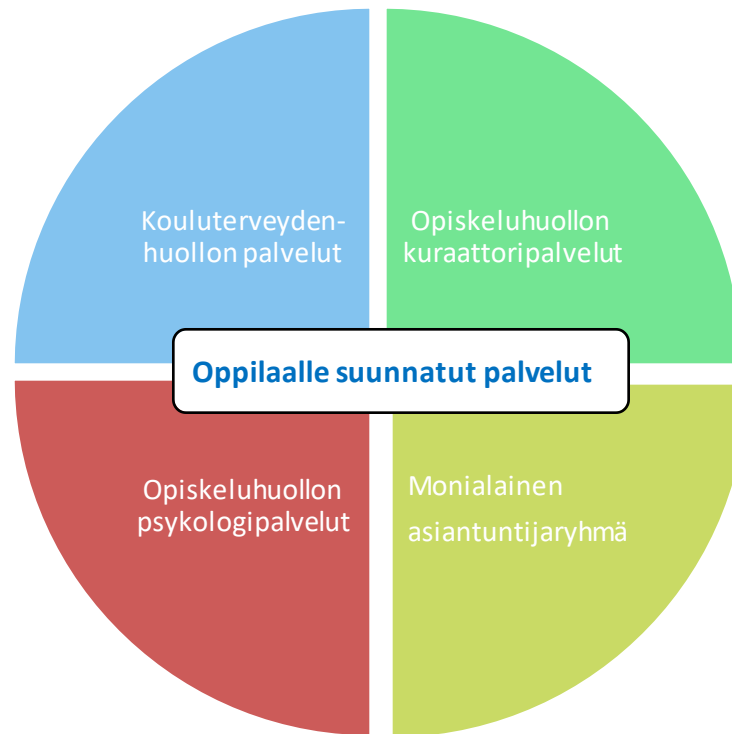 Kouluterveyden-
huollon palvelut
Opiskeluhuollon
kuraattoripalvelut
Oppilaalle suunnatut palvelut
Opiskeluhuollon
psykologipalvelut
Monialainen
asiantuntijaryhmä